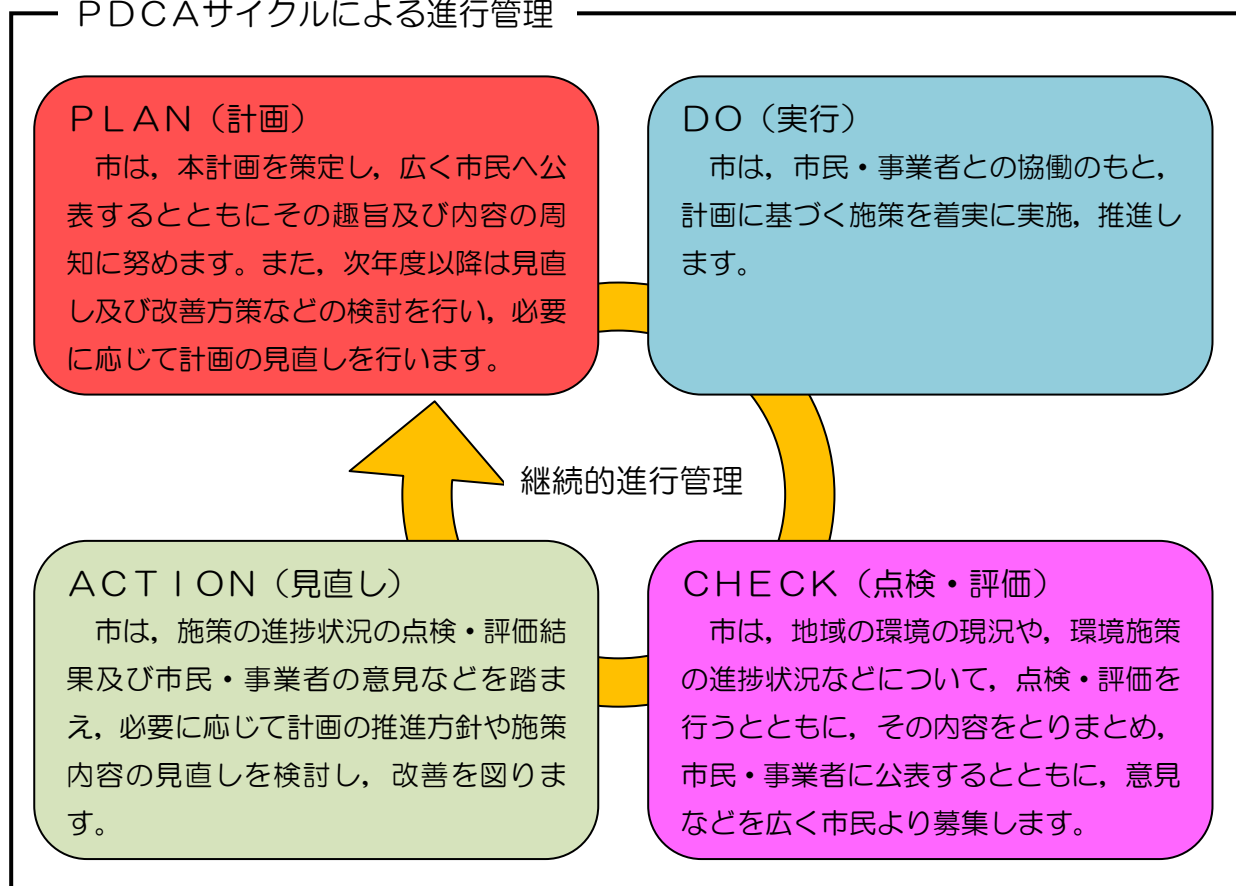 PDCAサイクルによる進行管理
PLAN(計画)
市は,本計画を策定し,広く市民へ公
表するとともにその趣旨及び内容の周
知に努めます。また,次年度以降は見直
し及び改善方策などの検討を行い,必要
に応じて計画の見直しを行います。
DO(実行)
市は,市民・事業者との協働のもと,
計画に基づく施策を着実に実施,推進し
ます。
継続的進行管理
ACTION(見直し)
市は,施策の進捗状況の点検・評価結
果及び市民・事業者の意見などを踏ま
え,必要に応じて計画の推進方針や施策
内容の見直しを検討し,改善を図りま
す。
CHECK(点検・評価)
市は,地域の環境の現況や,環境施策
の進捗状況などについて,点検・評価を
行うとともに,その内容をとりまとめ,
市民・事業者に公表するとともに,意見
などを広く市民より募集します。